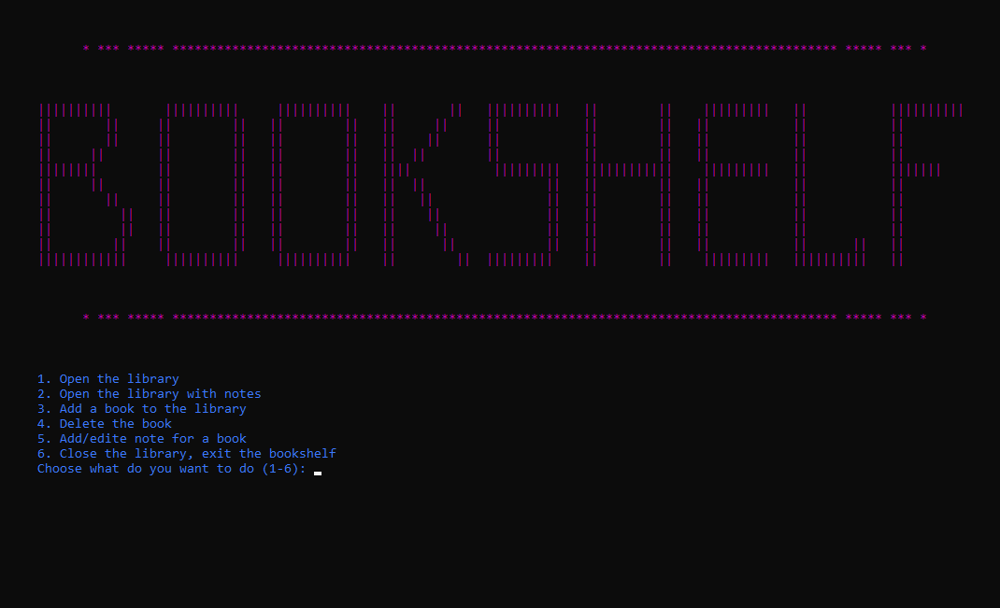 BOOKSHELF
1. Open the library
2. Open the library with notes
3. Add a book to the library
4. Delete the book
5. Add/edite note for a book
6. Close the library, exit the bookshelf
Choose what do you want to do (1-6):